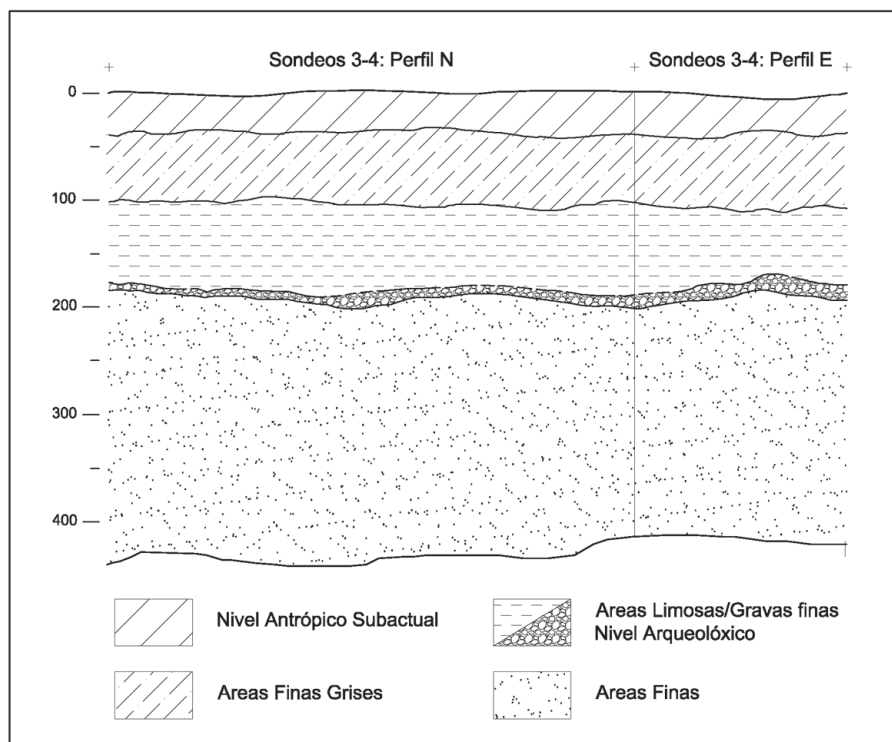 Sondeos 3-4: Perfil N
Sondeos 3-4: Perfil E
0
100
200
300
400
Nivel Antrópico Subactual
Areas Limosas/Gravas finas
Nivel Arqueolóxico
Areas Finas Grises
Areas Finas